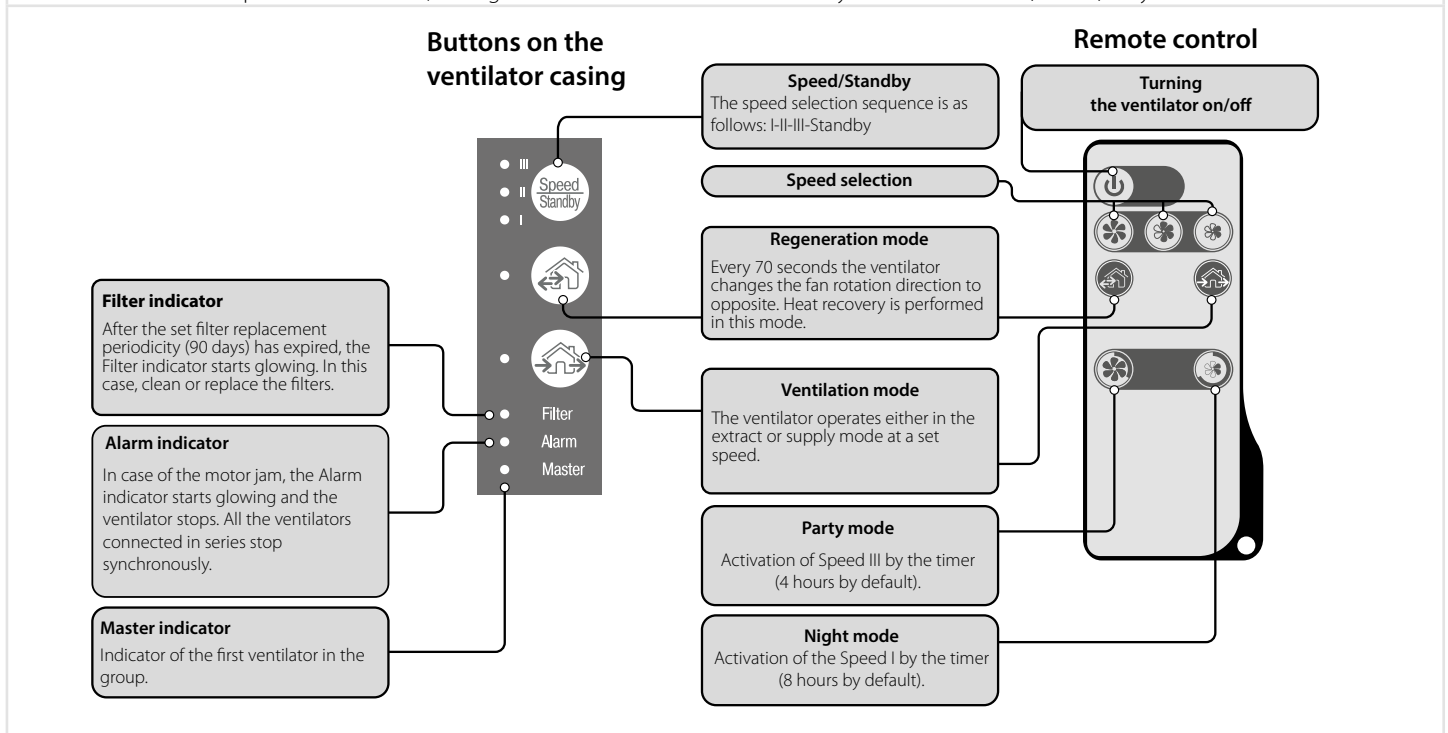 Buttons on the
ventilator casing
Remote control
Speed/Standby
The speed selection sequence is as
follows: I-II-III-Standby
Turning
the ventilator on/off
III
II
I
Speed
Standby
Speed selection
Regeneration mode
Every 70 seconds the ventilator
changes the fan rotation direction to
opposite. Heat recovery is performed
in this mode.
Filter indicator
After the set filter replacement
periodicity (90 days) has expired, the
Filter indicator starts glowing. In this
case, clean or replace the filters.
Ventilation mode
The ventilator operates either in the
extract or supply mode at a set
speed.
Filter
Alarm
Master
Alarm indicator
In case of the motor jam, the Alarm
indicator starts glowing and the
ventilator stops. All the ventilators
connected in series stop
synchronously.
Party mode
Activation of Speed III by the timer
(4 hours by default).
Master indicator
Indicator of the first ventilator in the
group.
Night mode
Activation of the Speed I by the timer
(8 hours by default).